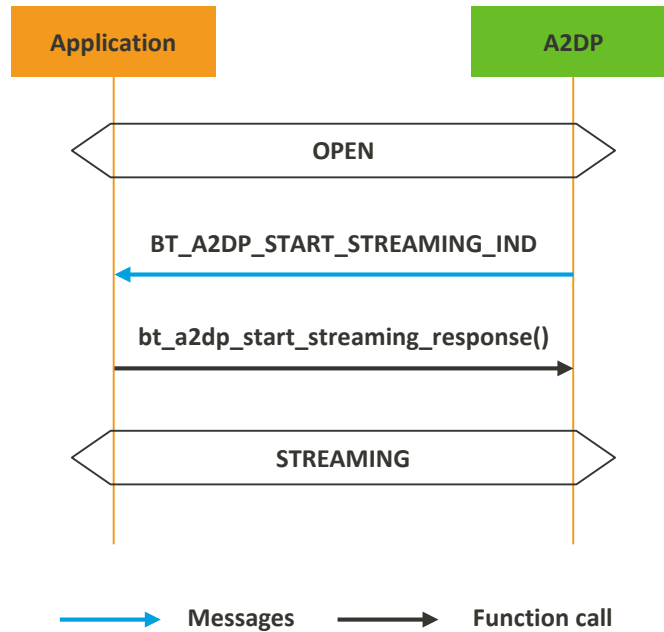 Application
A2DP
OPEN
BT_A2DP_START_STREAMING_IND
bt_a2dp_start_streaming_response()
STREAMING
Messages
Function call